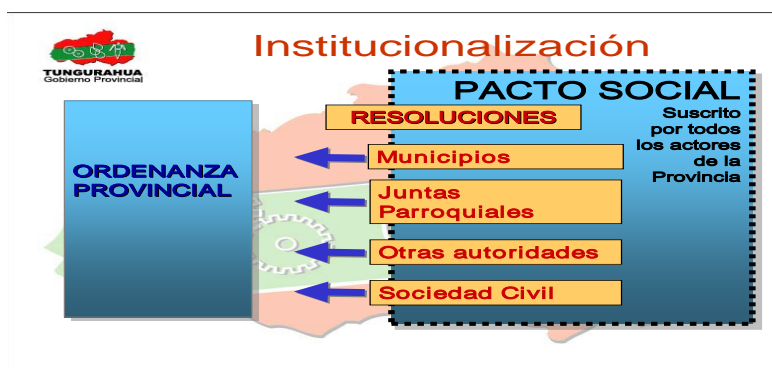 Institucionalización
TUNGURAHUA
Gobierno Provincial
PACTO SOCIAL
Suscrito
por todos
los actores
de la
Provincia
RESOLUCIONES
Municipios
Juntas
Parroquiales
Otras autoridades
Sociedad Civil
ORDENANZA
PROVINCIAL